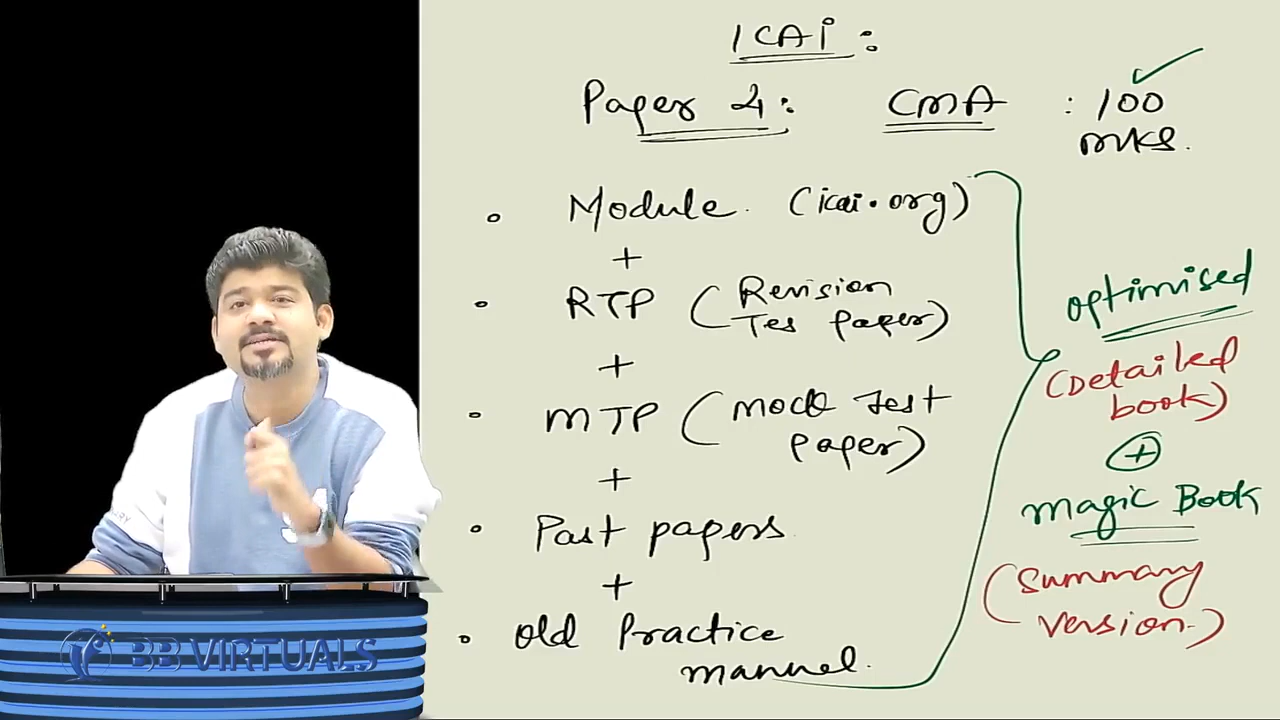 ICAI :
Paper 4 : CMA : 100
mks.
• Module. (icai.org)
+
• RTP (Revision
Tes paper)
+
• MTP (Mock Test
paper)
+
• Past papers
+
• Old Practice
manual.
Optimised
(Detailed
book)
+
Magic Book
(Summary
version.)
BB VIRTUALS